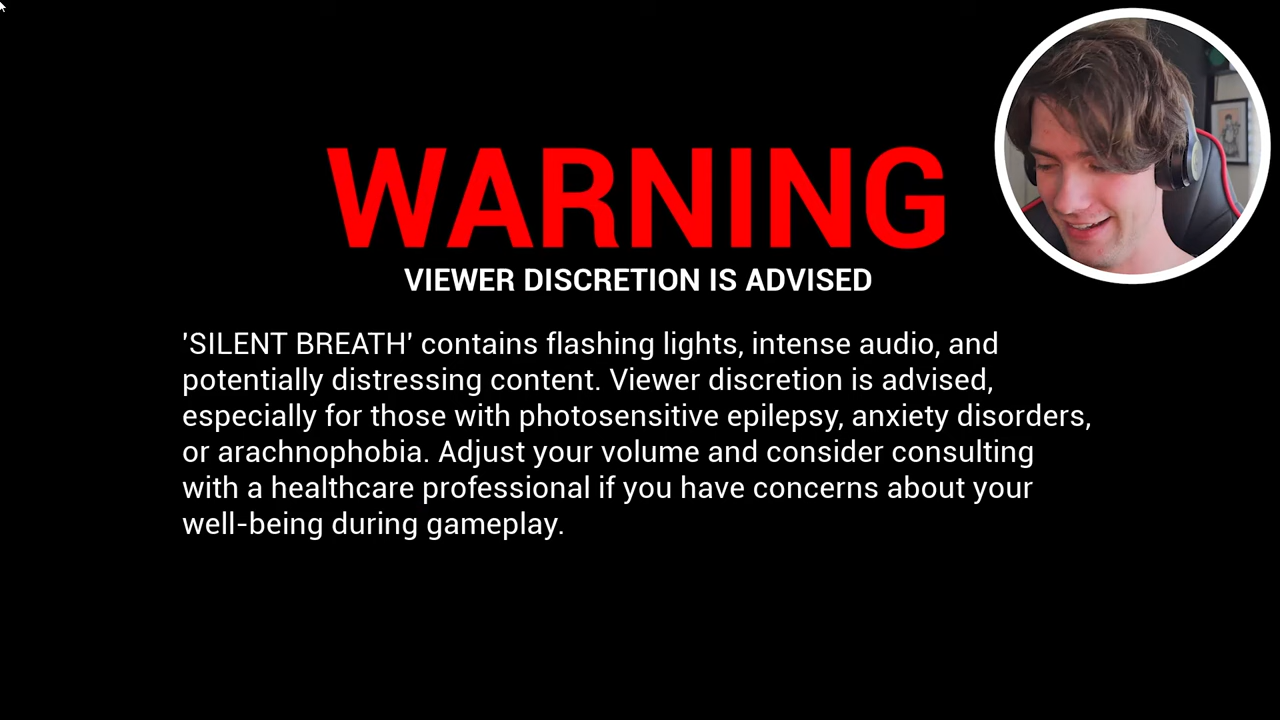 WARNING
VIEWER DISCRETION IS ADVISED
'SILENT BREATH' contains flashing lights, intense audio, and
potentially distressing content. Viewer discretion is advised,
especially for those with photosensitive epilepsy, anxiety disorders,
or arachnophobia. Adjust your volume and consider consulting
with a healthcare professional if you have concerns about your
well-being during gameplay.